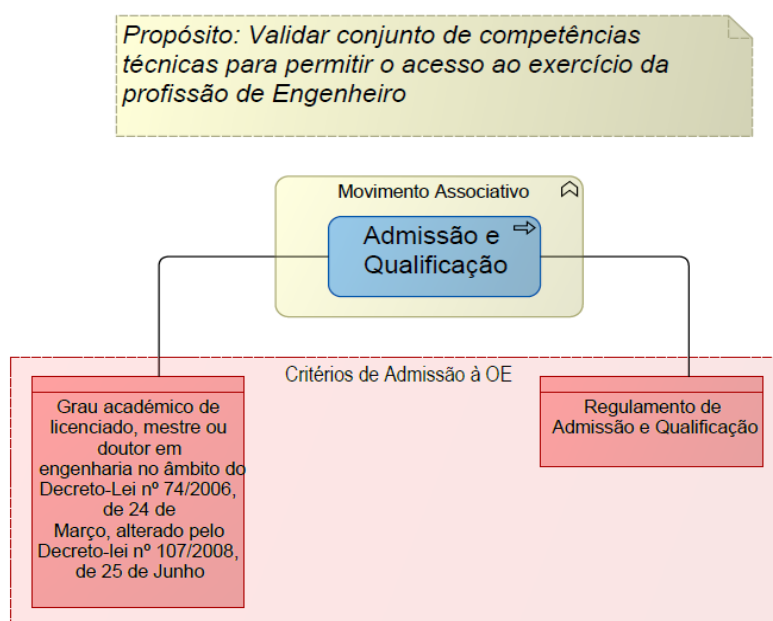 Propósito: Validar conjunto de competências
técnicas para permitir o acesso ao exercício da
profissão de Engenheiro
Movimento Associativo
Admissão e
Qualificação
Critérios de Admissão à OE
Grau académico de
licenciado, mestre ou
doutor em
engenharia no âmbito do
Decreto-Lei nº 74/2006,
de 24 de
Março, alterado pelo
Decreto-lei nº 107/2008,
de 25 de Junho
Regulamento de
Admissão e Qualificação